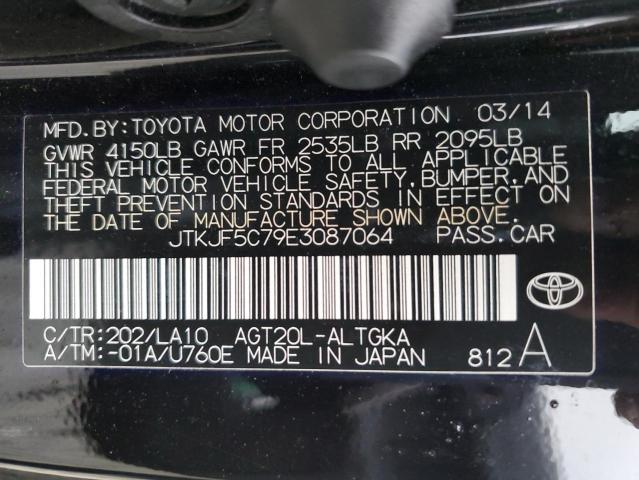 MFD.BY:TOYOTA MOTOR CORPORATION 03/14
GVWR 4150LB GAWR FR 2535LB RR 2095LB
THIS VEHICLE CONFORMS TO ALL APPLICABLE
FEDERAL MOTOR VEHICLE SAFETY,BUMPER,AND
THEFT PREVENTION STANDARDS IN EFFECT ON
THE DATE OF MANUFACTURE SHOWN ABOVE.
JTKJF5C79E3087064 PASS.CAR
C/TR:202/LA10 AGT20L-ALTGKA
A/TM:-01A/U760E MADE IN JAPAN 812A